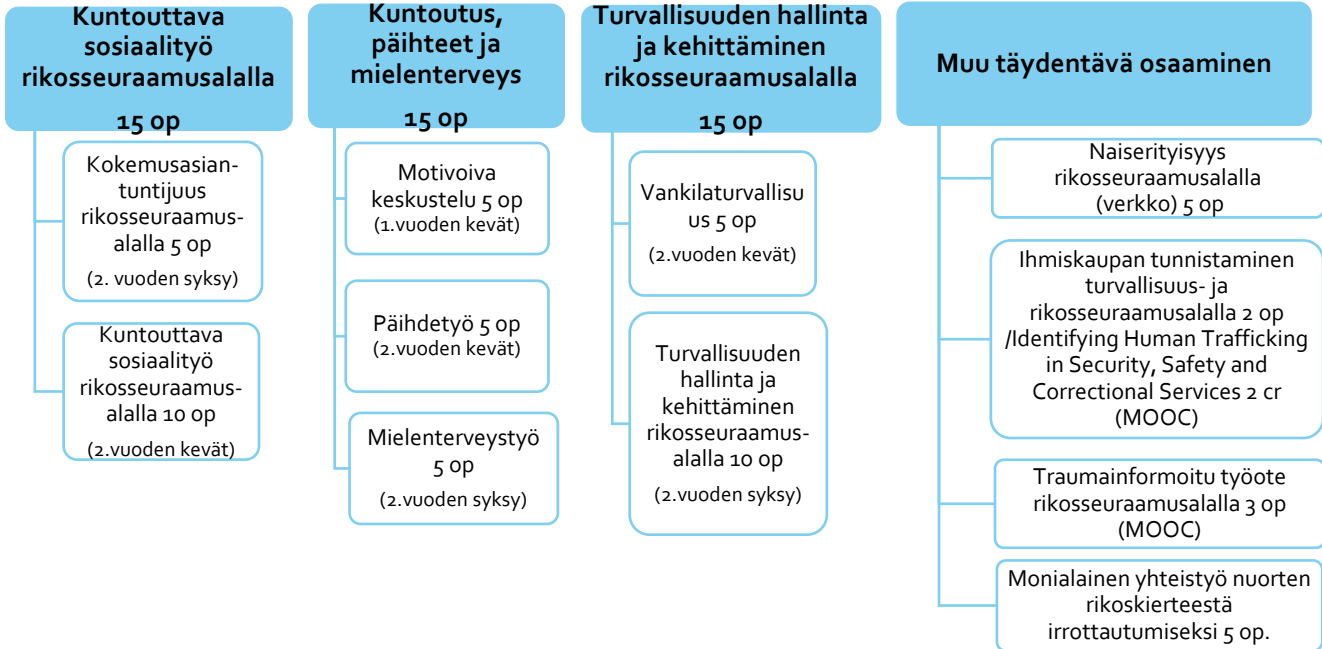 Kuntouttava
sosiaalityö
rikosseuraamusalalla
15 op
Kokemusasian-
tuntijuus
rikosseuraamus-
alalla 5 op
(2. vuoden syksy)
Kuntouttava
sosiaalityö
rikosseuraamus-
alalla 10 op
(2.vuoden kevät)
Kuntoutus,
päihteet ja
mielenterveys
15 op
Motivoiva
keskustelu 5 op
(1.vuoden kevät)
Päihdetyö 5 op
(2.vuoden kevät)
Mielenterveystyö
5 op
(2.vuoden syksy)
Turvallisuuden hallinta
ja kehittäminen
rikosseuraamusalalla
15 op
Vankilaturvallisu
us 5 op
(2.vuoden kevät)
Turvallisuuden
hallinta ja
kehittäminen
rikosseuraamus-
alalla 10 op
(2.vuoden syksy)
Muu täydentävä osaaminen
Naiserityisyys
rikosseuraamusalalla
(verkko) 5 op
Ihmiskaupan tunnistaminen
turvallisuus- ja
rikosseuraamusalalla 2 op
/Identifying Human Trafficking
in Security, Safety and
Correctional Services 2 cr
(MOOC)
Traumainformoitu työote
rikosseuraamusalalla 3 op
(MOOC)
Monialainen yhteistyö nuorten
rikoskierteestä
irrottautumiseksi 5 op.